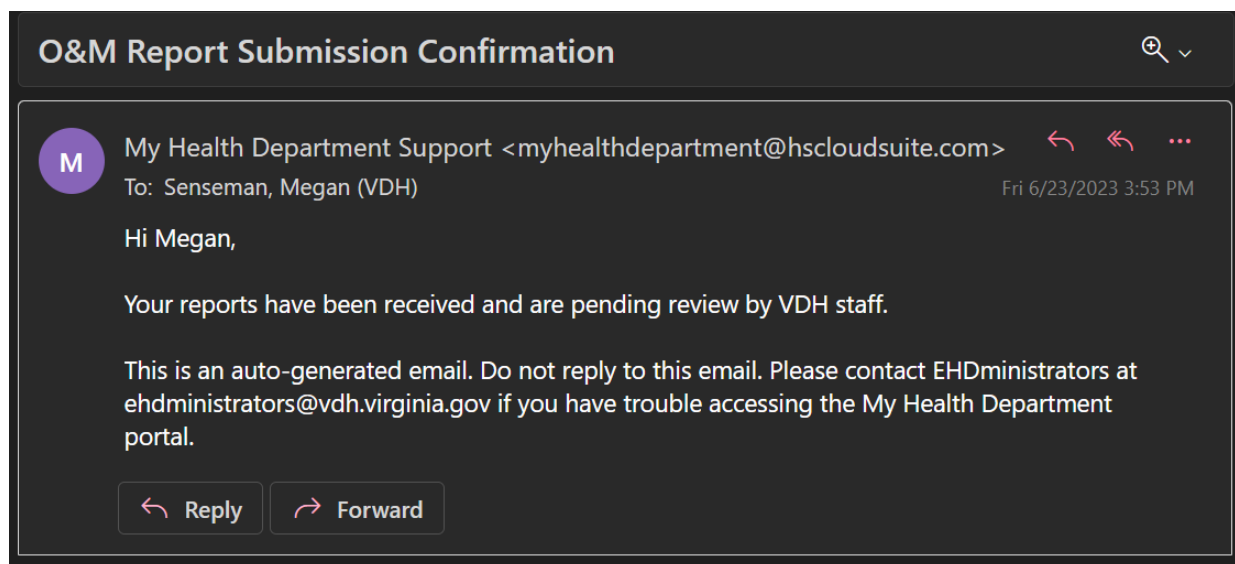 O&M Report Submission Confirmation
M
My Health Department Support <myhealthdepartment@hscloudsuite.com>
To: Senseman, Megan (VDH)
Fri 6/23/2023 3:53 PM
Hi Megan,
Your reports have been received and are pending review by VDH staff.
This is an auto-generated email. Do not reply to this email. Please contact EHDministrators at
ehdministrators@vdh.virginia.gov if you have trouble accessing the My Health Department
portal.
Reply
Forward